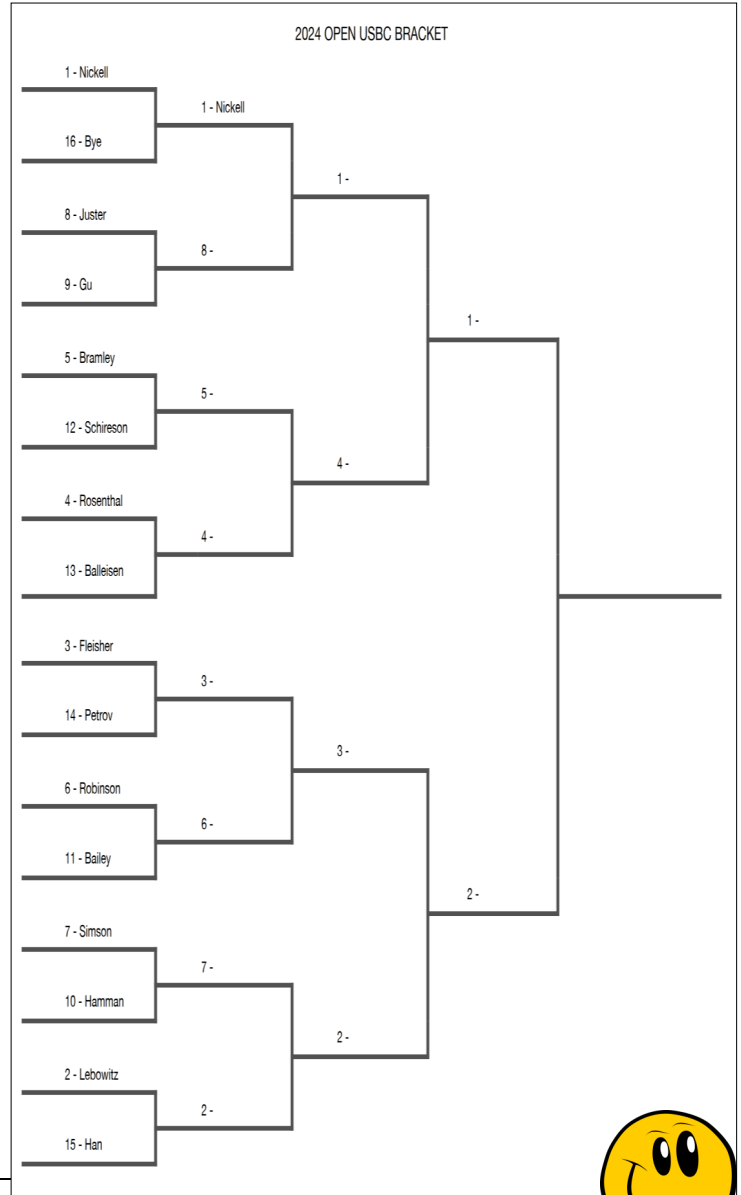 2024 OPEN USBC BRACKET
1 - Nickell
1 - Nickell
16 - Bye
1 -
8 - Juster
8 -
9 - Gu
1 -
5 - Bramley
5 -
12 - Schireson
4 -
4 - Rosenthal
4 -
13 - Balleisen
3 - Fleisher
3 -
14 - Petrov
3 -
6 - Robinson
6 -
11 - Bailey
2 -
7 - Simson
7 -
10 - Hamman
2 -
2 - Lebowitz
2 -
15 - Han